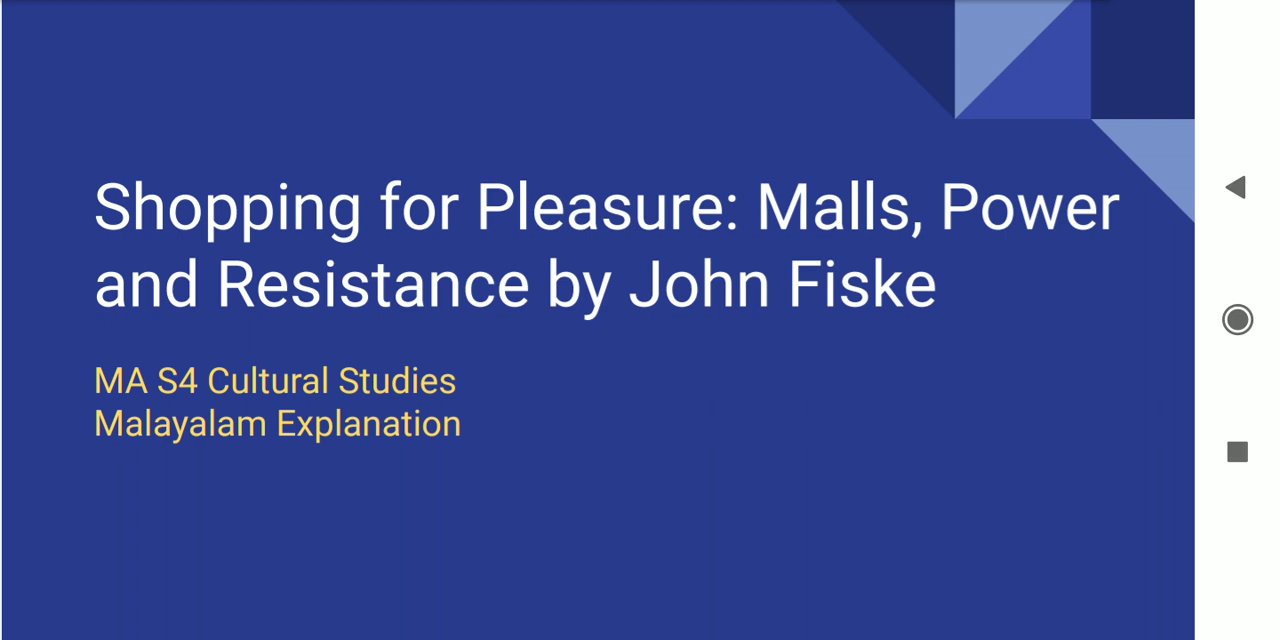 Shopping for Pleasure: Malls, Power
and Resistance by John Fiske
MA S4 Cultural Studies
Malayalam Explanation